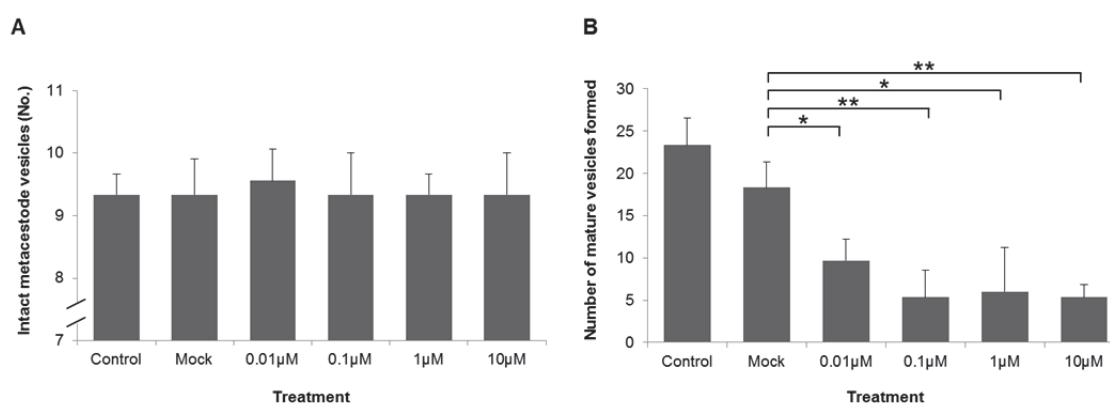 A
Intact metacestode vesicles (No.)
11
10
9
8
7
Control Mock 0.01µM 0.1µM 1µM 10µM
Treatment
B
Number of mature vesicles formed
30
25
20
15
10
5
0
**
*
**
*
Control Mock 0.01µM 0.1µM 1µM 10µM
Treatment